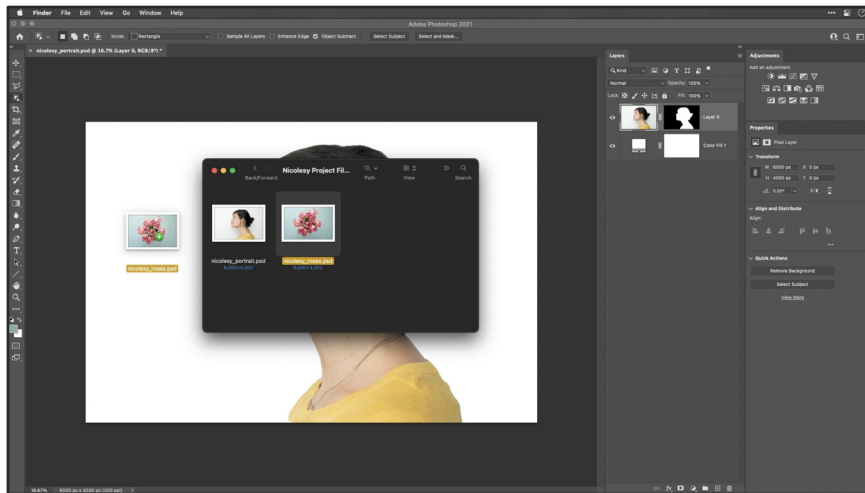 Finder File Edit View Go Window Help
Adobe Photoshop 2021
Mode: Rectangle Sample All Layers Enhance Edge Object Subtract Select Subject Select and Mask...
nicolesy_portrait.psd @ 16.7% (Layer 0, RGB/8*) *
Layers
Kind
Normal Opacity: 100%
Lock: Fill: 100%
Layer 0
Color Fill 1
Adjustments
Add an adjustment
Properties
Pixel Layer
Transform
W 6000 px X 0 px
H 4000 px Y 0 px
0.00°
Align and Distribute
Align:
Quick Actions
Remove Background
Select Subject
View More
Nicolesy Project Fil...
Back/Forward Path View Search
nicolesy_portrait.psd nicolesy_roses.psd
6,000×4,000 6,000×4,000
nicolesy_roses.psd
16.67% 6000 px x 4000 px (300 ppi)